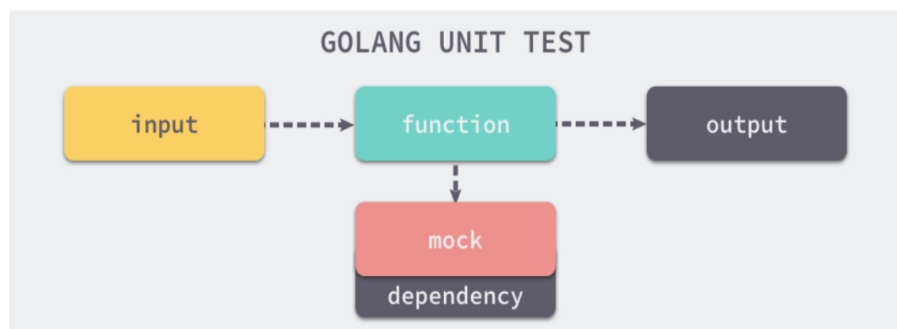 GOLANG UNIT TEST
input
function
output
mock
dependency